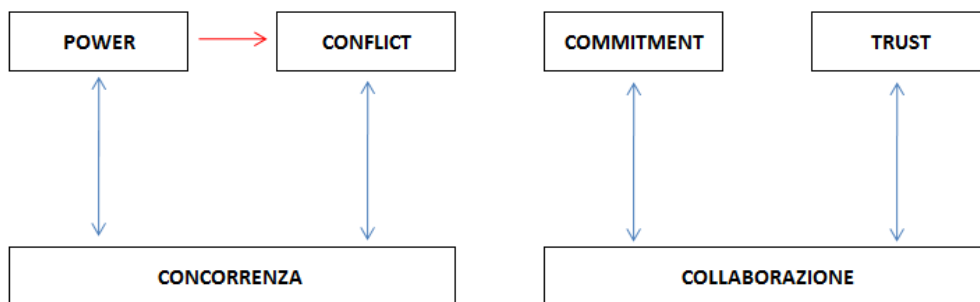 POWER
CONFLICT
COMMITMENT
TRUST
CONCORRENZA
COLLABORAZIONE